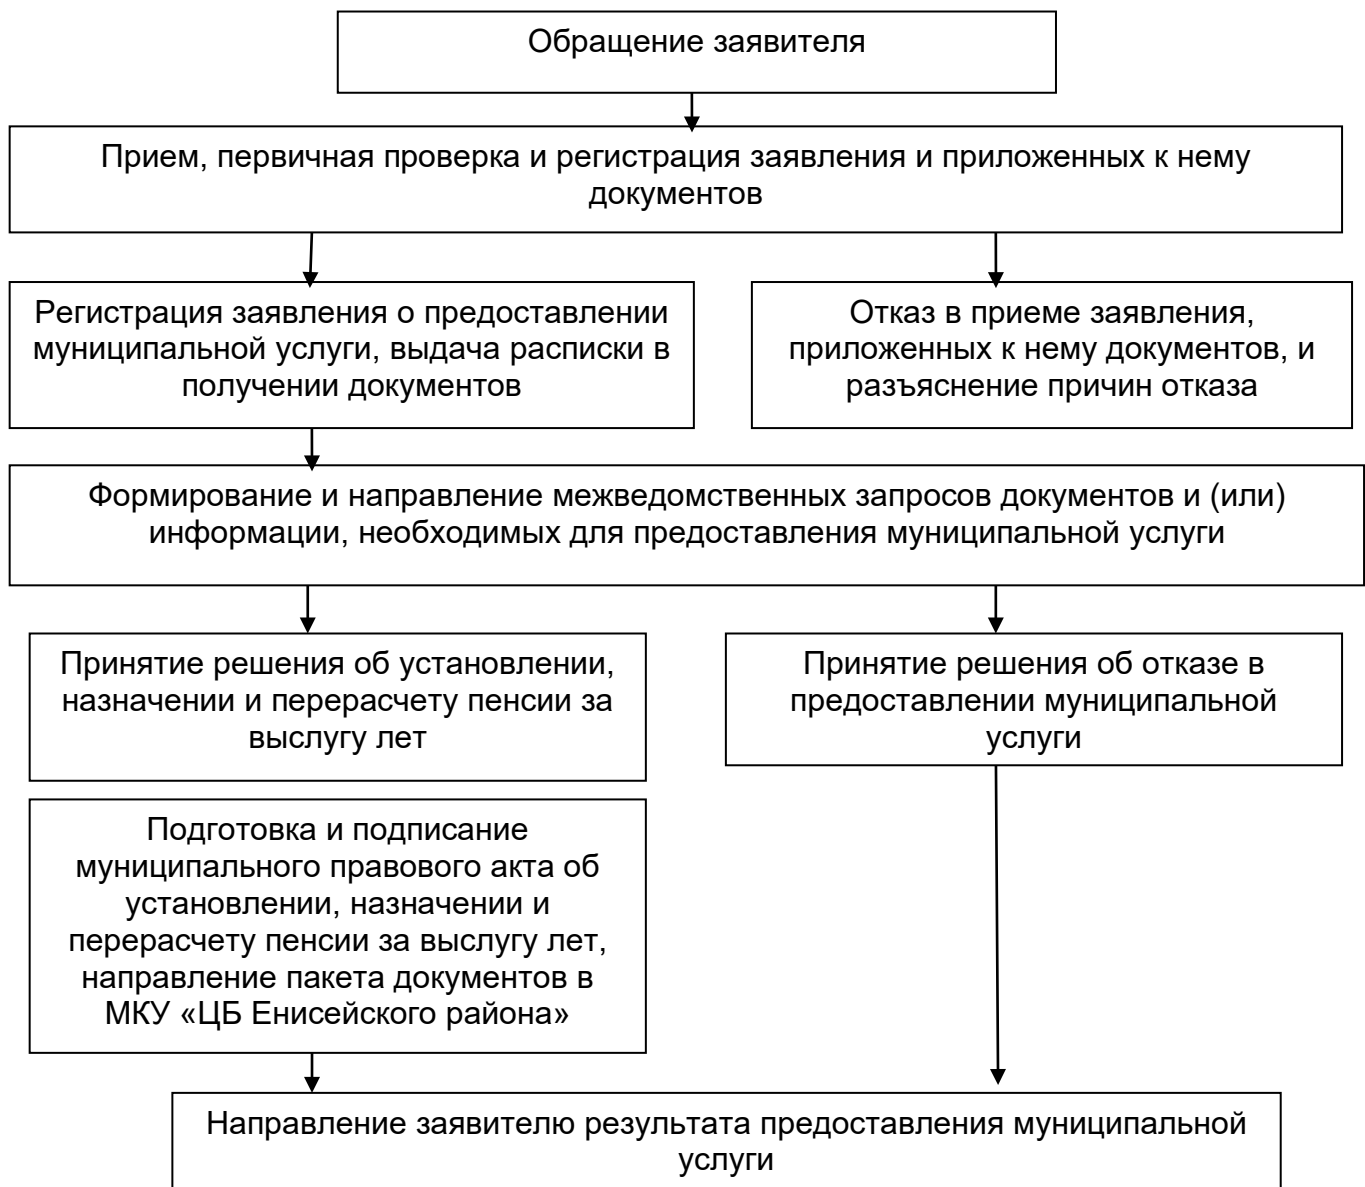 Обращение заявителя
Прием, первичная проверка и регистрация заявления и приложенных к нему
документов
Регистрация заявления о предоставлении
муниципальной услуги, выдача расписки в
получении документов
Отказ в приеме заявления,
приложенных к нему документов, и
разъяснение причин отказа
Формирование и направление межведомственных запросов документов и (или)
информации, необходимых для предоставления муниципальной услуги
Принятие решения об установлении,
назначении и перерасчету пенсии за
выслугу лет
Принятие решения об отказе в
предоставлении муниципальной
услуги
Подготовка и подписание
муниципального правового акта об
установлении, назначении и
перерасчету пенсии за выслугу лет,
направление пакета документов в
МКУ «ЦБ Енисейского района»
Направление заявителю результата предоставления муниципальной
услуги